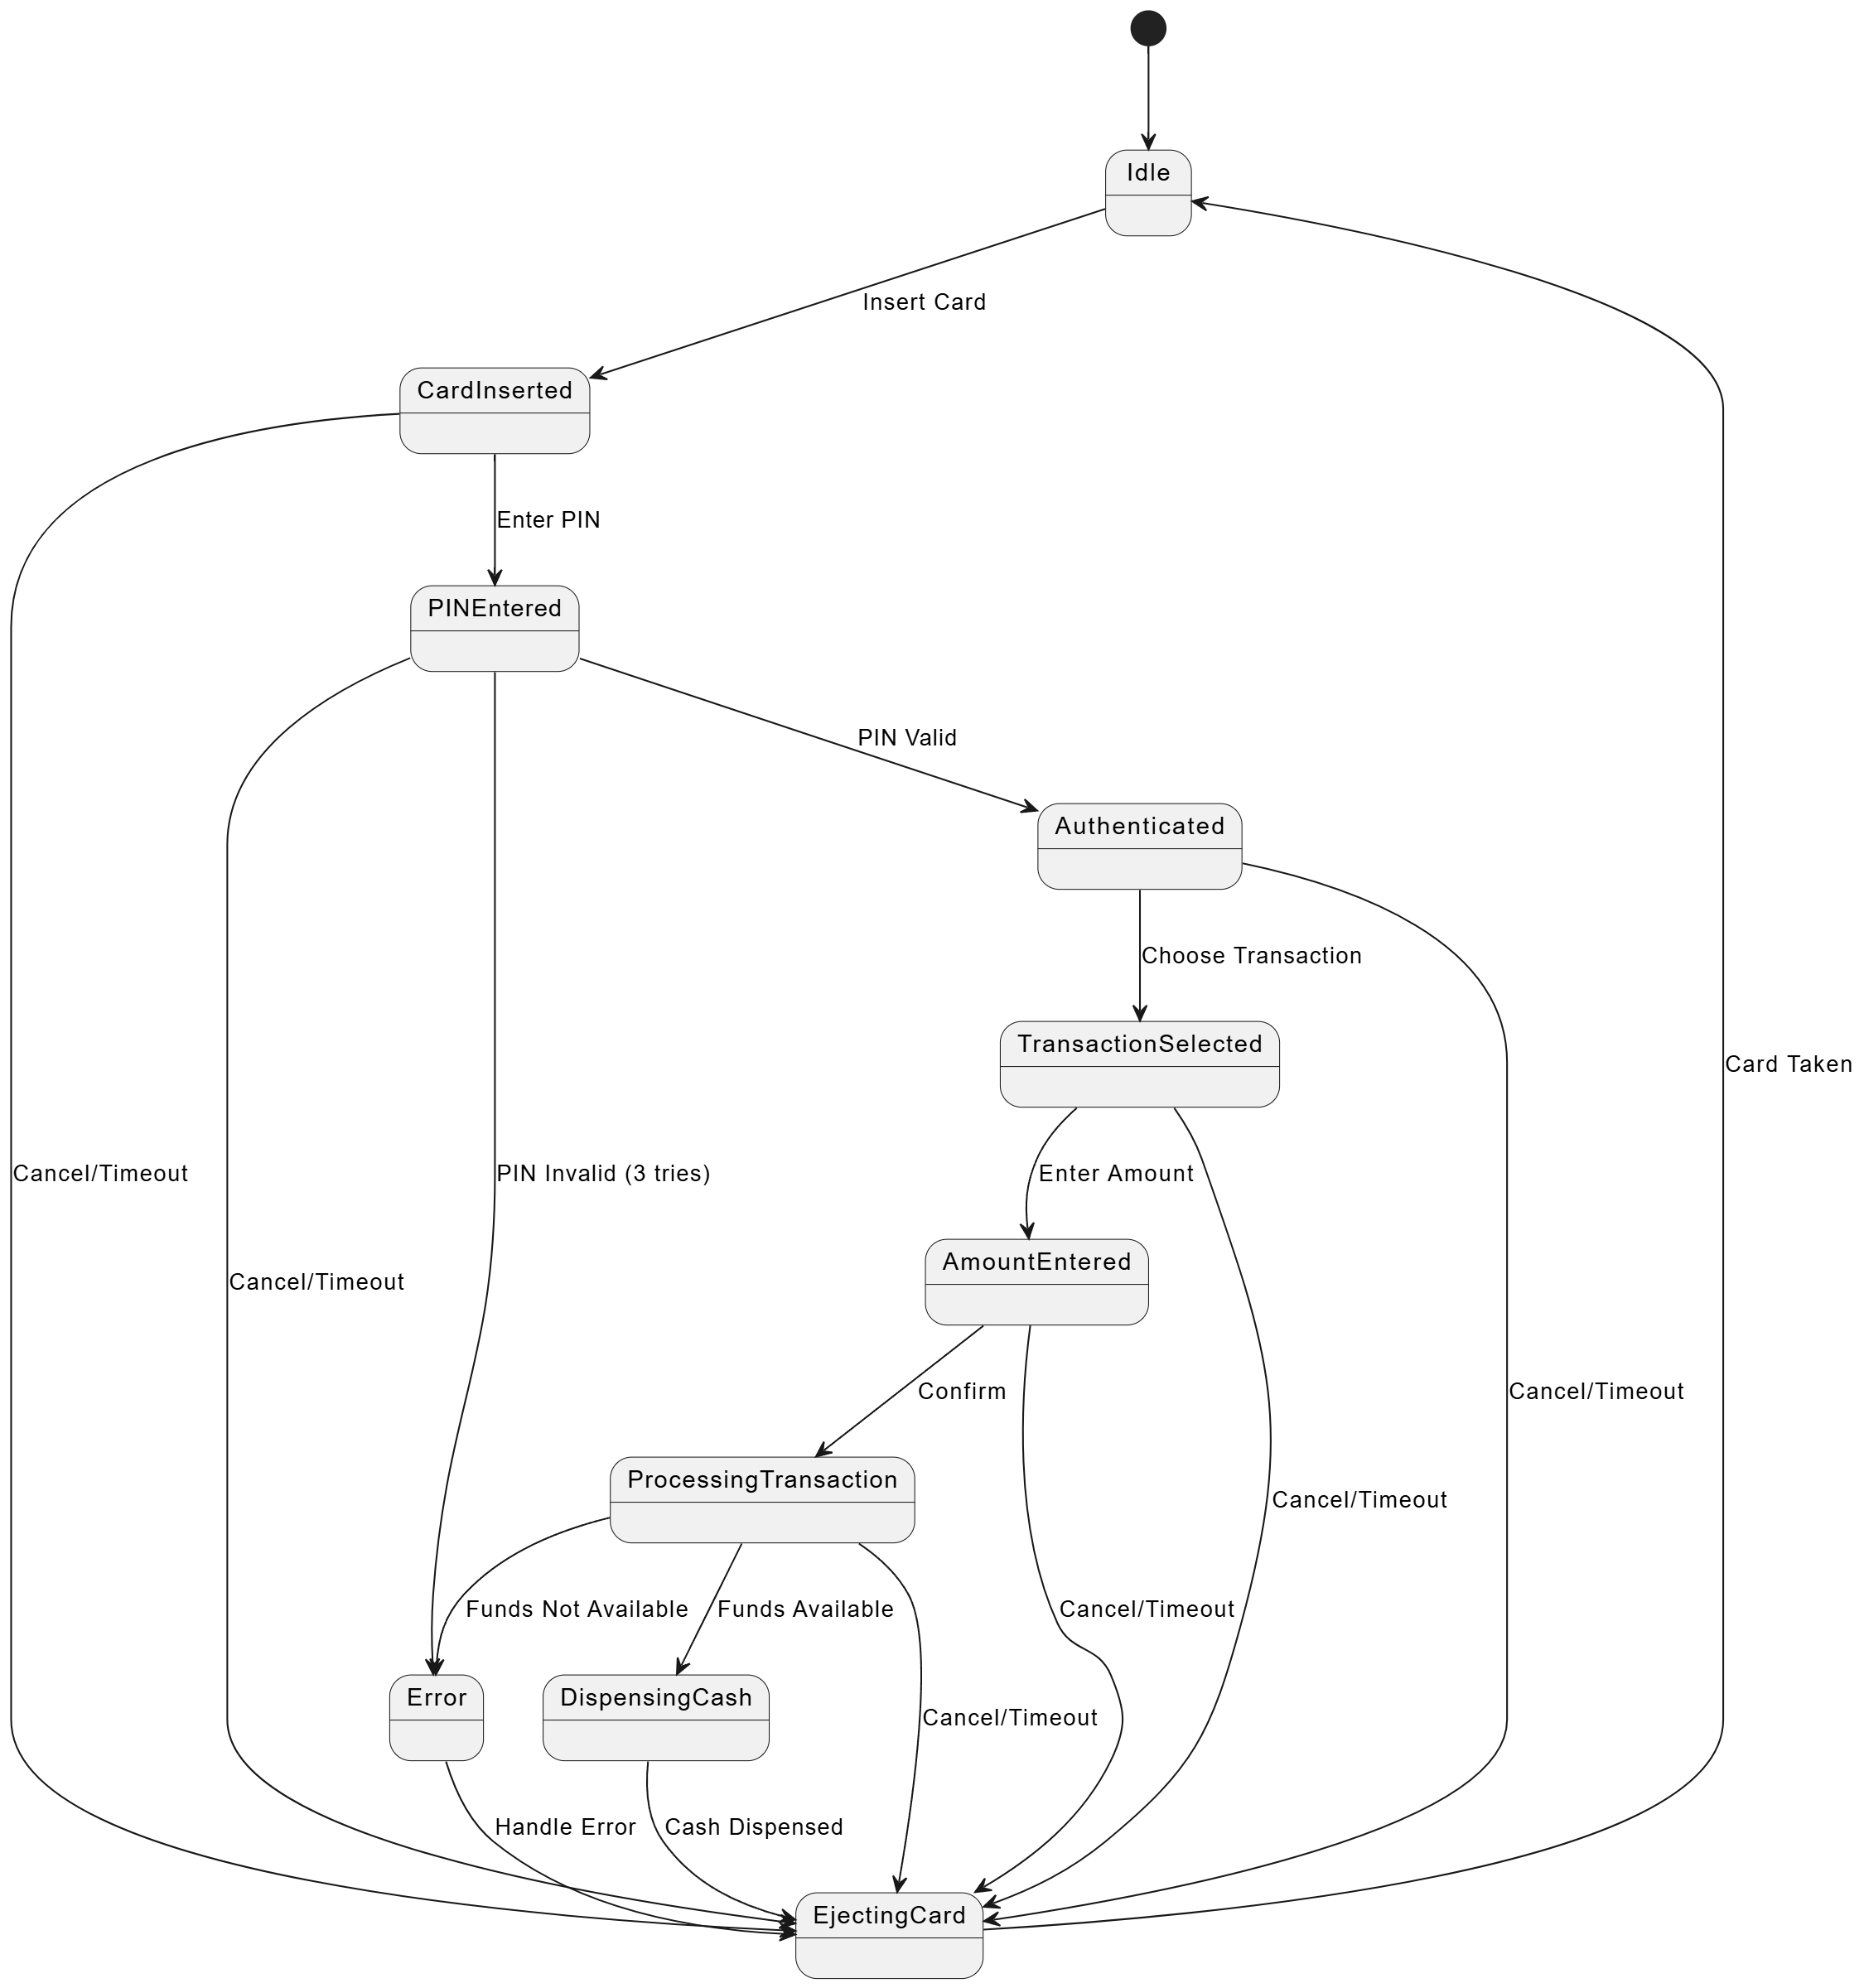 Idle
Insert Card
CardInserted
Enter PIN
PINEntered
PIN Valid
Authenticated
Choose Transaction
TransactionSelected
Card Taken
Cancel/Timeout
PIN Invalid (3 tries)
Enter Amount
AmountEntered
Cancel/Timeout
Confirm
Cancel/Timeout
ProcessingTransaction
Cancel/Timeout
Funds Not Available
Funds Available
Cancel/Timeout
Error
DispensingCash
Cancel/Timeout
Handle Error
Cash Dispensed
EjectingCard